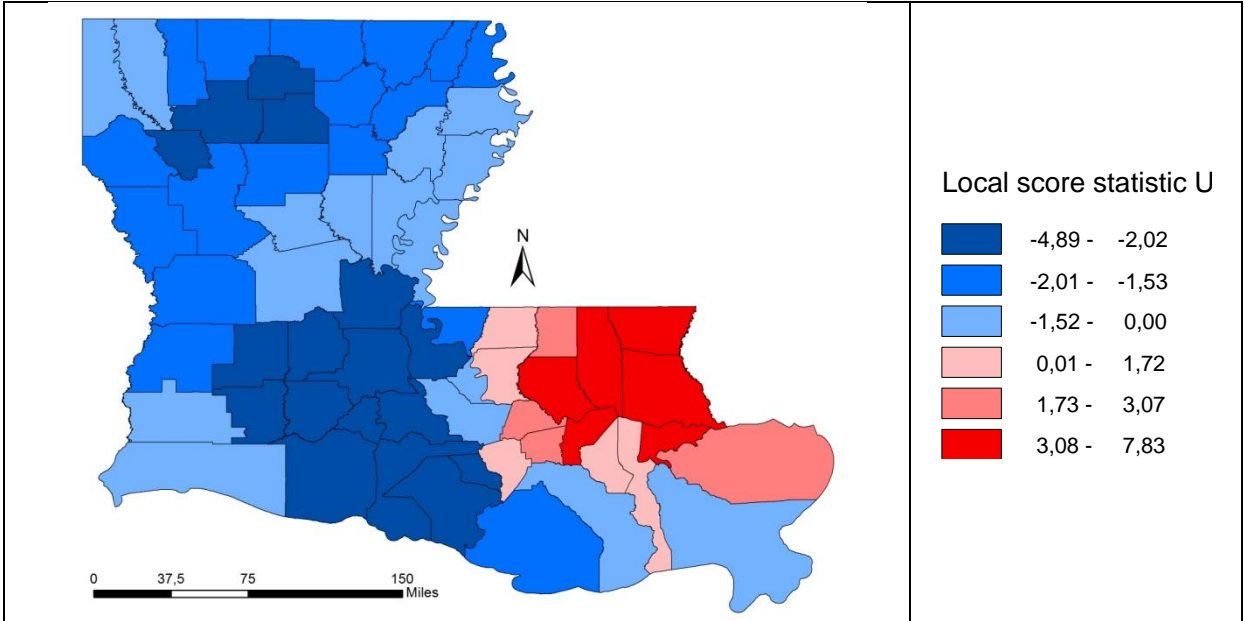 N
0 37,5 75 150
Miles
Local score statistic U
-4,89 - -2,02
-2,01 - -1,53
-1,52 - 0,00
0,01 - 1,72
1,73 - 3,07
3,08 - 7,83